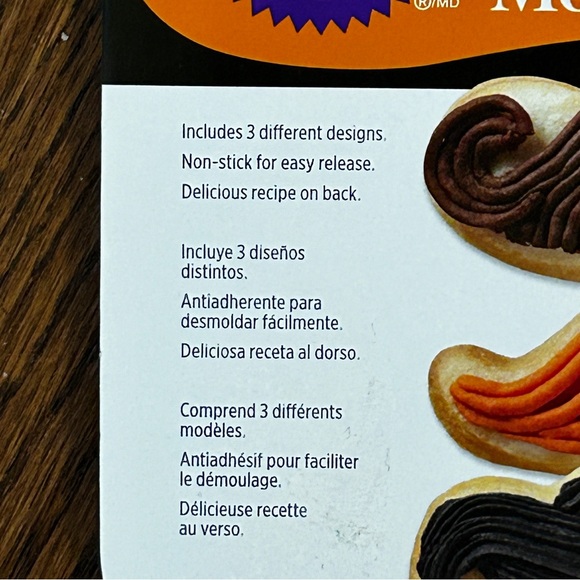 ®/MD
Includes 3 different designs.
Non-stick for easy release.
Delicious recipe on back.
Incluye 3 diseños
distintos.
Antiadherente para
desmoldar fácilmente.
Deliciosa receta al dorso.
Comprend 3 différents
modèles.
Antiadhésif pour faciliter
le démoulage.
Délicieuse recette
au verso.